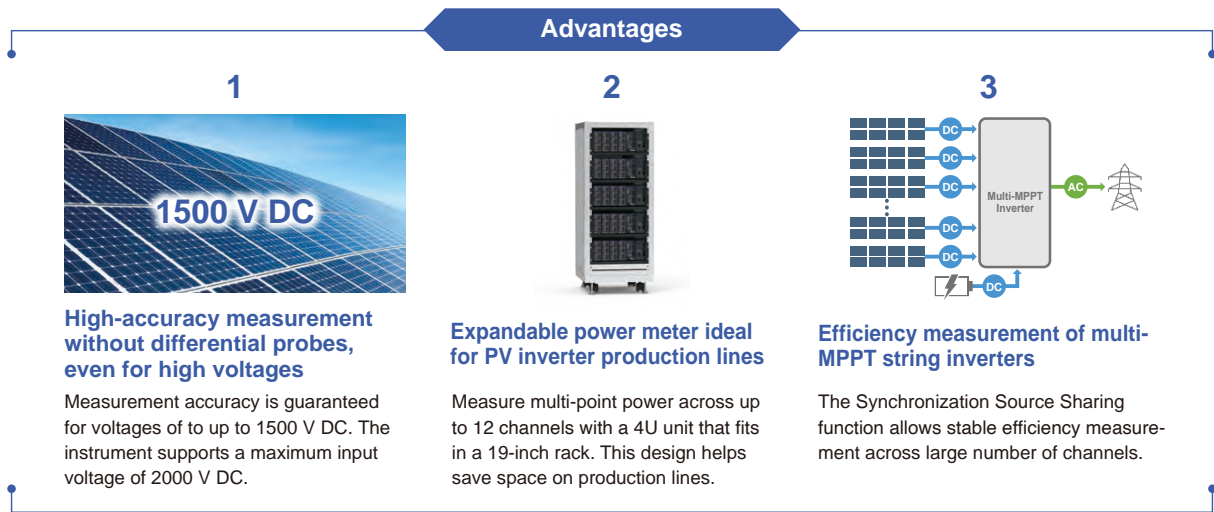 Advantages
1
1500 V DC
High-accuracy measurement
without differential probes,
even for high voltages
Measurement accuracy is guaranteed
for voltages of to up to 1500 V DC. The
instrument supports a maximum input
voltage of 2000 V DC.
2
Expandable power meter ideal
for PV inverter production lines
Measure multi-point power across up
to 12 channels with a 4U unit that fits
in a 19-inch rack. This design helps
save space on production lines.
3
DC
DC
DC
DC
DC
DC
Multi-MPPT
Inverter
AC
Efficiency measurement of multi-
MPPT string inverters
The Synchronization Source Sharing
function allows stable efficiency measure-
ment across large number of channels.